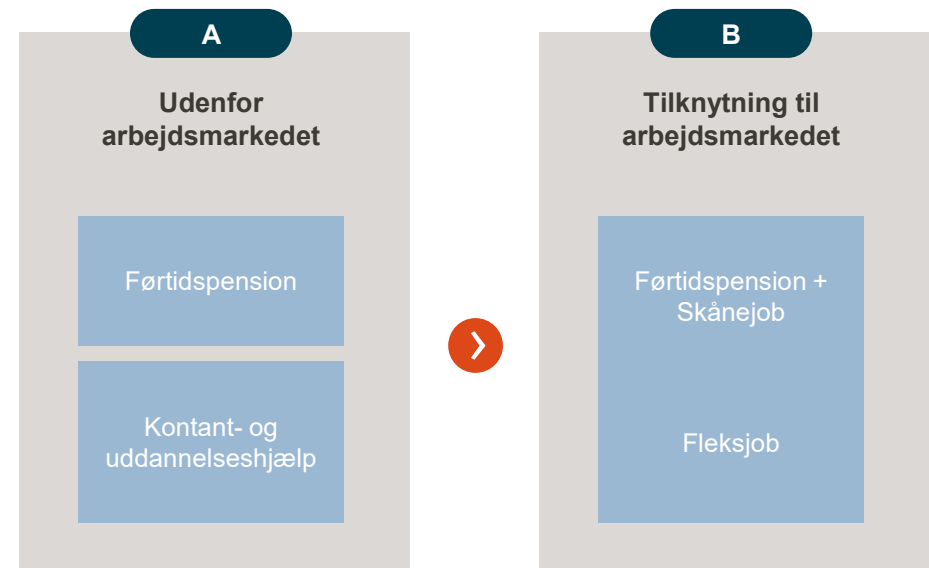 A
Udenfor
arbejdsmarkedet
Førtidspension
Kontant- og
uddannelseshjælp
B
Tilknytning til
arbejdsmarkedet
Førtidspension +
Skånejob
Fleksjob